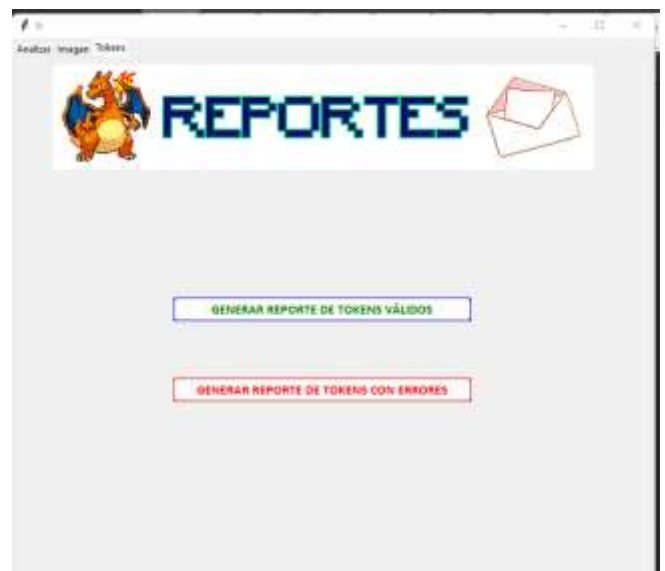 Analizar Imagen Tokens
REPORTES
GENERAR REPORTE DE TOKENS VÁLIDOS
GENERAR REPORTE DE TOKENS CON ERRORES